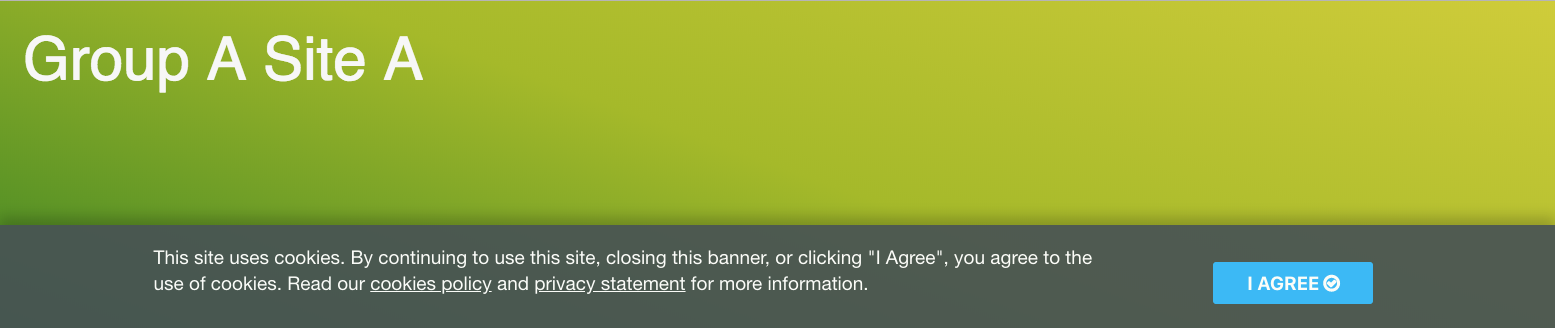 Group A Site A
This site uses cookies. By continuing to use this site, closing this banner, or clicking "I Agree", you agree to the
use of cookies. Read our cookies policy and privacy statement for more information.
I AGREE